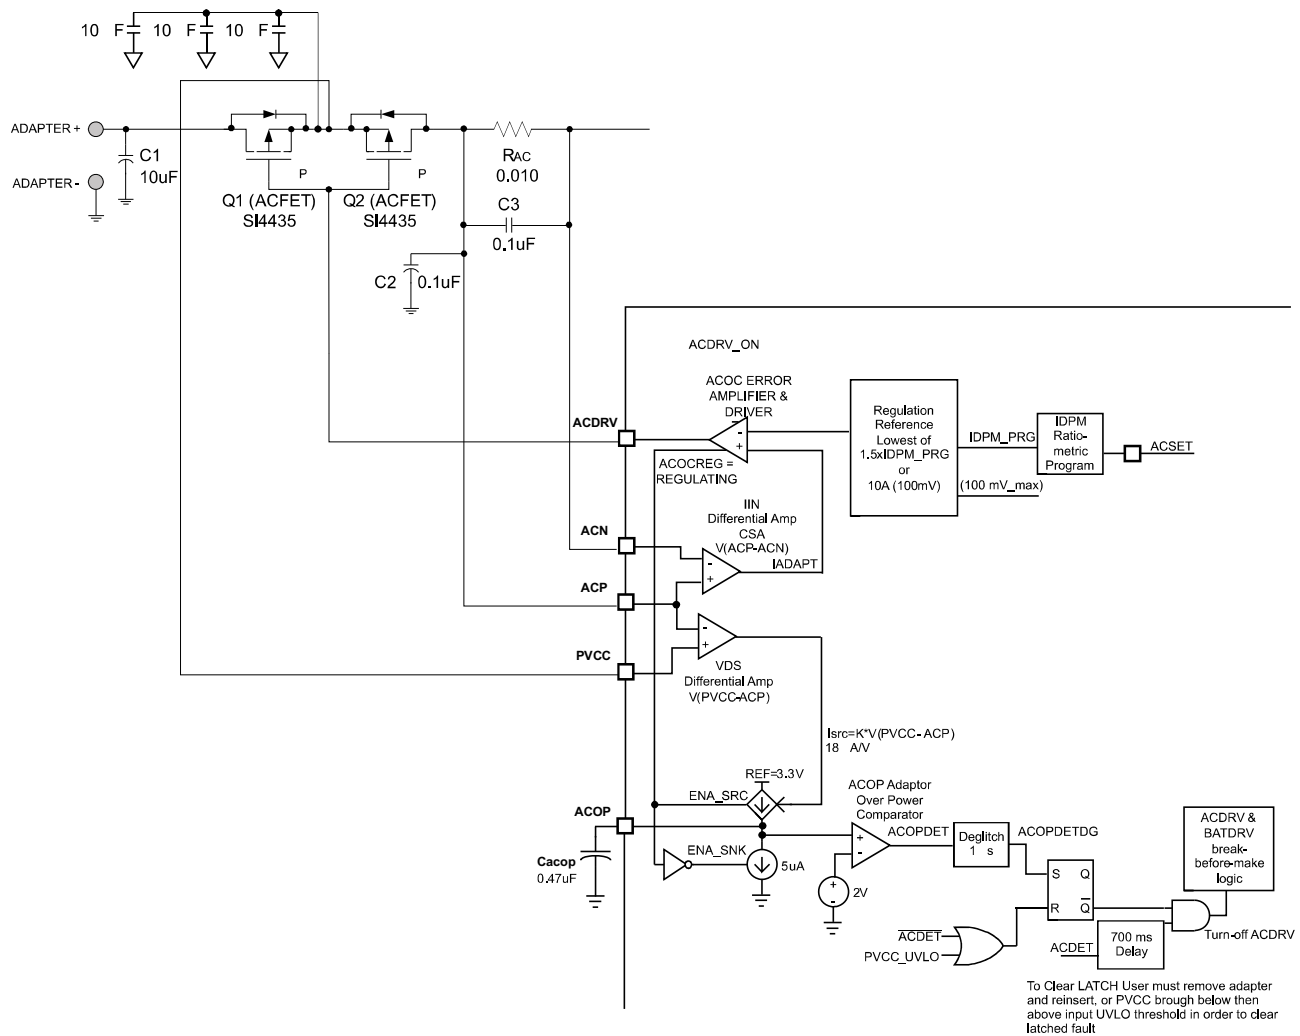 10 F 10 F 10 F
ADAPTER +
C1
10uF
ADAPTER -
P
P
Q1 (ACFET)
SI4435
Q2 (ACFET)
SI4435
RAC
0.010
C3
0.1uF
C2
0.1uF
ACDRV_ON
ACOC ERROR
AMPLIFIER &
DRIVER
ACDRV
-
+
ACOCREG =
REGULATING
Regulation
Reference
Lowest of
1.5xIDPM_PRG
or
10A (100mV)
IDPM_PRG
(100 mV_max)
IDPM
Ratio-
metric
Program
ACSET
IIN
Differential Amp
CSA
V(ACP-ACN)
ACN
-
+
IADAPT
ACP
-
+
PVCC
VDS
Differential Amp
V(PVCC-ACP)
Isrc=K*V(PVCC-ACP)
18 A/V
REF=3.3V
ENA_SRC
ACOP
Cacop
0.47uF
ENA_SNK
5uA
ACOP Adaptor
Over Power
Comparator
+
-
ACOPDET
+
-
2V
Deglitch
1 s
ACOPDETDG
S Q
R Q
ACDRV &
BATDRV
break-
before-make
logic
Turn-off ACDRV
ACDET
PVCC_UVLO
ACDET
700 ms
Delay
To Clear LATCH User must remove adapter
and reinsert, or PVCC brough below then
above input UVLO threshold in order to clear
latched fault